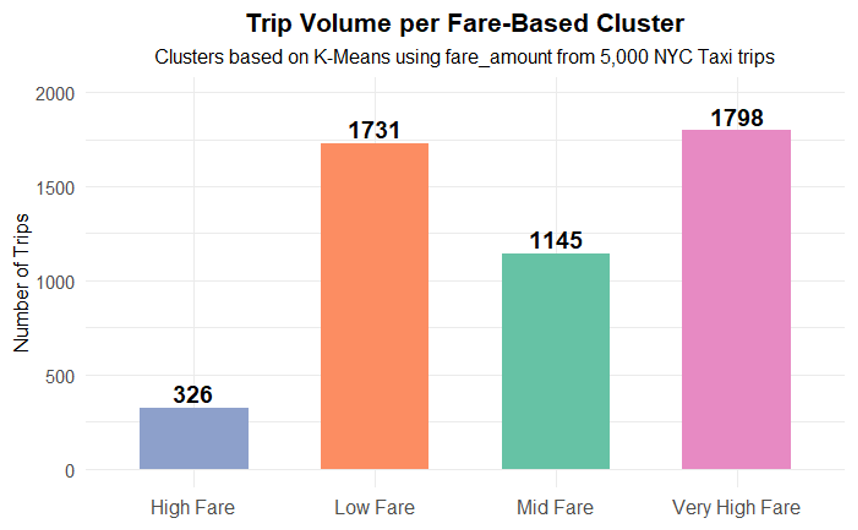 Trip Volume per Fare-Based Cluster
Clusters based on K-Means using fare_amount from 5,000 NYC Taxi trips
Number of Trips
2000
1500
1000
500
0
326
1731
1145
1798
High Fare
Low Fare
Mid Fare
Very High Fare